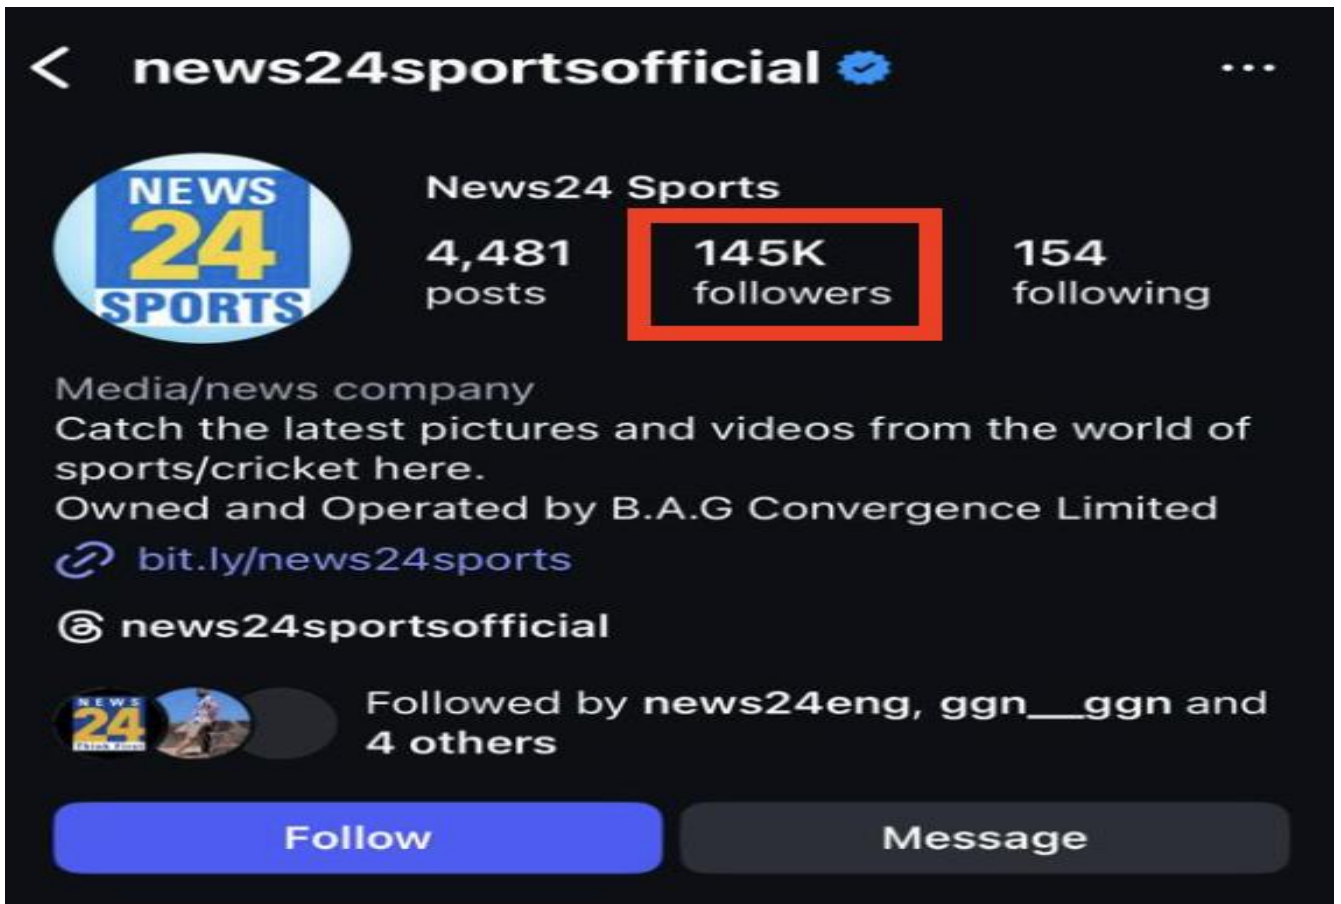 news24sportsofficial
NEWS
24
SPORTS
News24 Sports
4,481 145K 154
posts followers following
Media/news company
Catch the latest pictures and videos from the world of
sports/cricket here.
Owned and Operated by B.A.G Convergence Limited
bit.ly/news24sports
news24sportsofficial
NEWS
24
Think First
Followed by news24eng, ggn__ggn and
4 others
Follow Message